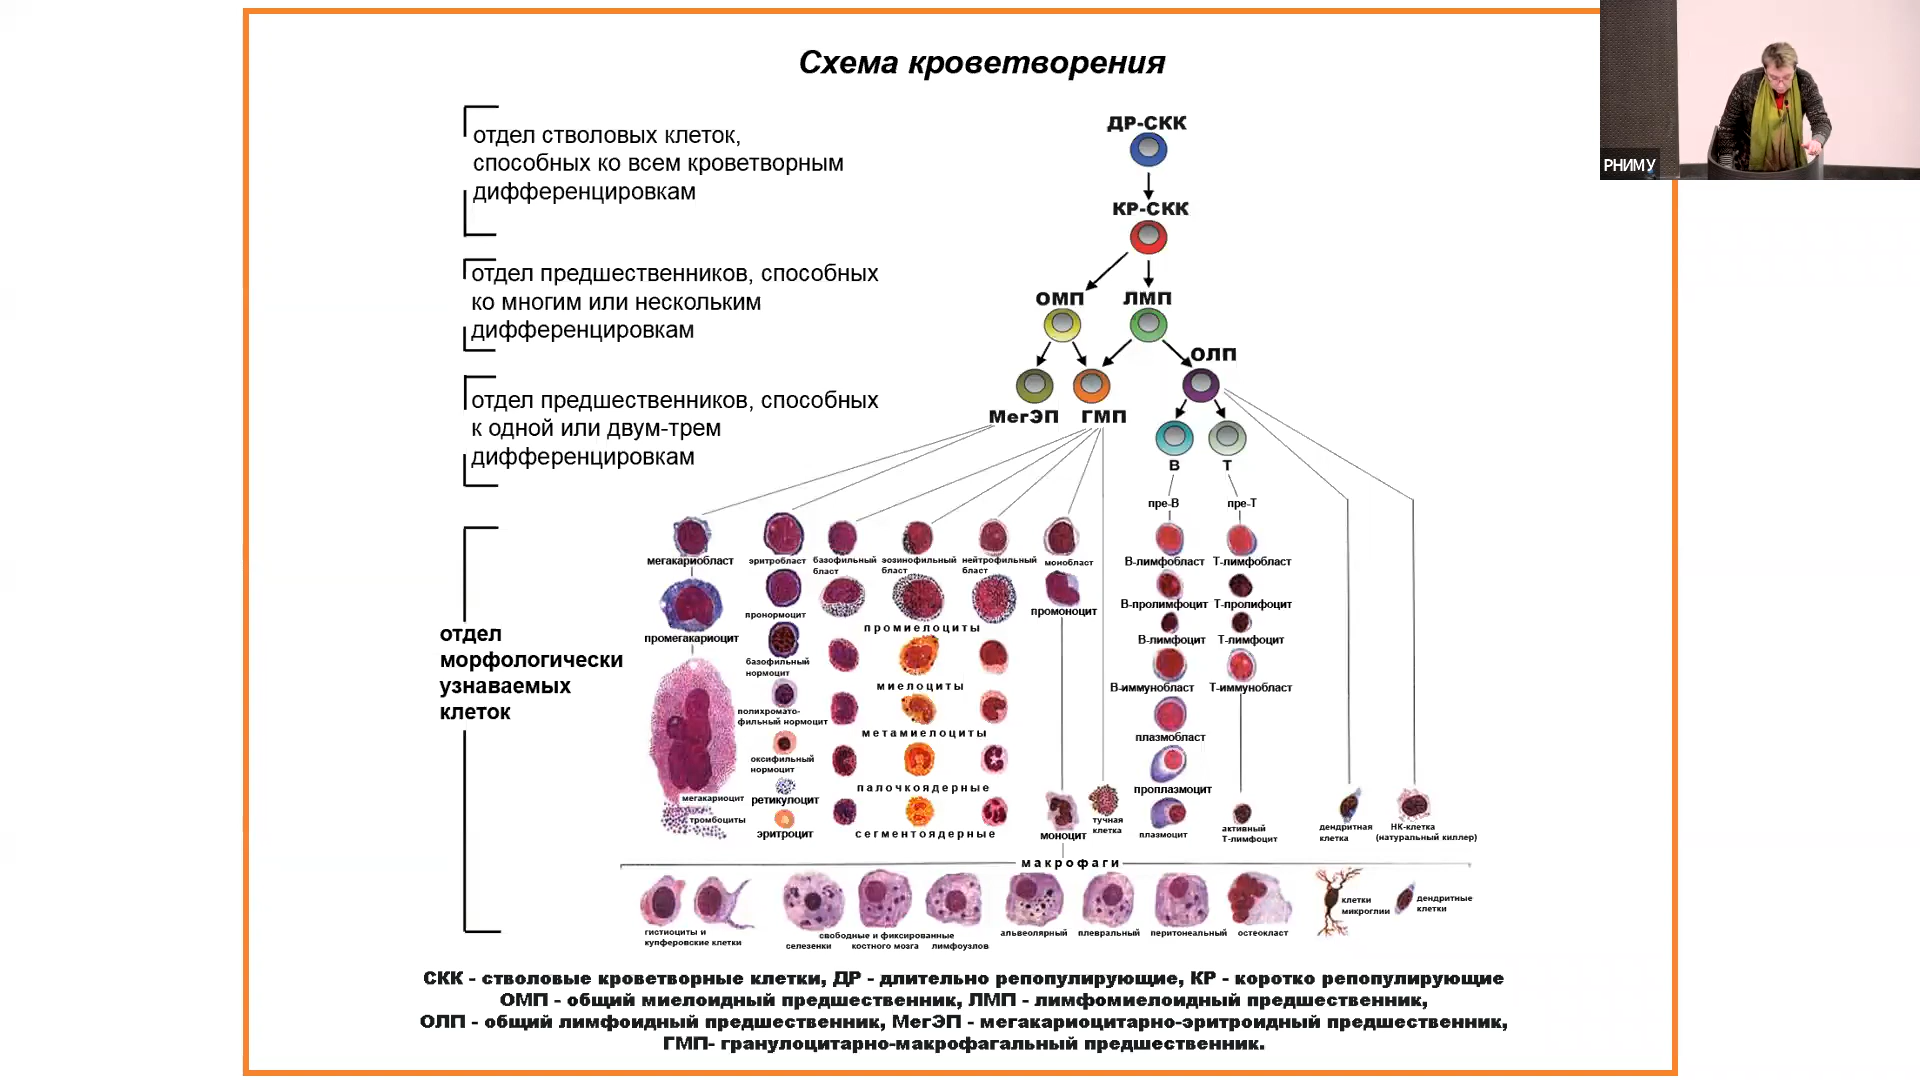 Схема кроветворения
РНИМУ
отдел стволовых клеток,
способных ко всем кроветворным
дифференцировкам
отдел предшественников, способных
ко многим или нескольким
дифференцировкам
отдел предшественников, способных
к одной или двум-трем
дифференцировкам
отдел
морфологически
узнаваемых
клеток
ДР-СКК
КР-СКК
ОМП
ЛМП
ОЛП
МегЭП
ГМП
В
Т
пре-В
пре-Т
мегакариобласт
эритробласт
базофильный
бласт
эозинофильный
бласт
нейтрофильный
бласт
монобласт
В-лимфобласт
Т-лимфобласт
пронормоцит
промоноцит
В-пролимфоцит
Т-пролифоцит
промегакариоцит
промиелоциты
В-лимфоцит
Т-лимфоцит
базофильный
нормоцит
миелоциты
В-иммунобласт
Т-иммунобласт
полихромато-
фильный нормоцит
метамиелоциты
плазмобласт
оксифильный
нормоцит
палочкоядерные
проплазмоцит
мегакариоцит
ретикулоцит
тромбоциты
эритроцит
сегментоядерные
моноцит
тучная
клетка
плазмоцит
активный
Т-лимфоцит
дендритная
клетка
НК-клетка
(натуральный киллер)
макрофаги
гистиоциты и
купферовские клетки
свободные и фиксированные
селезенки
костного мозга
лимфоузлов
альвеолярный
плевральный
перитонеальный
остеокласт
клетки
микроглии
дендритные
клетки
СКК - стволовые кроветворные клетки, ДР - длительно репопулирующие, КР - коротко репопулирующие
ОМП - общий миелоидный предшественник, ЛМП - лимфомиелоидный предшественник,
ОЛП - общий лимфоидный предшественник, МегЭП - мегакариоцитарно-эритроидный предшественник,
ГМП- гранулоцитарно-макрофагальный предшественник.